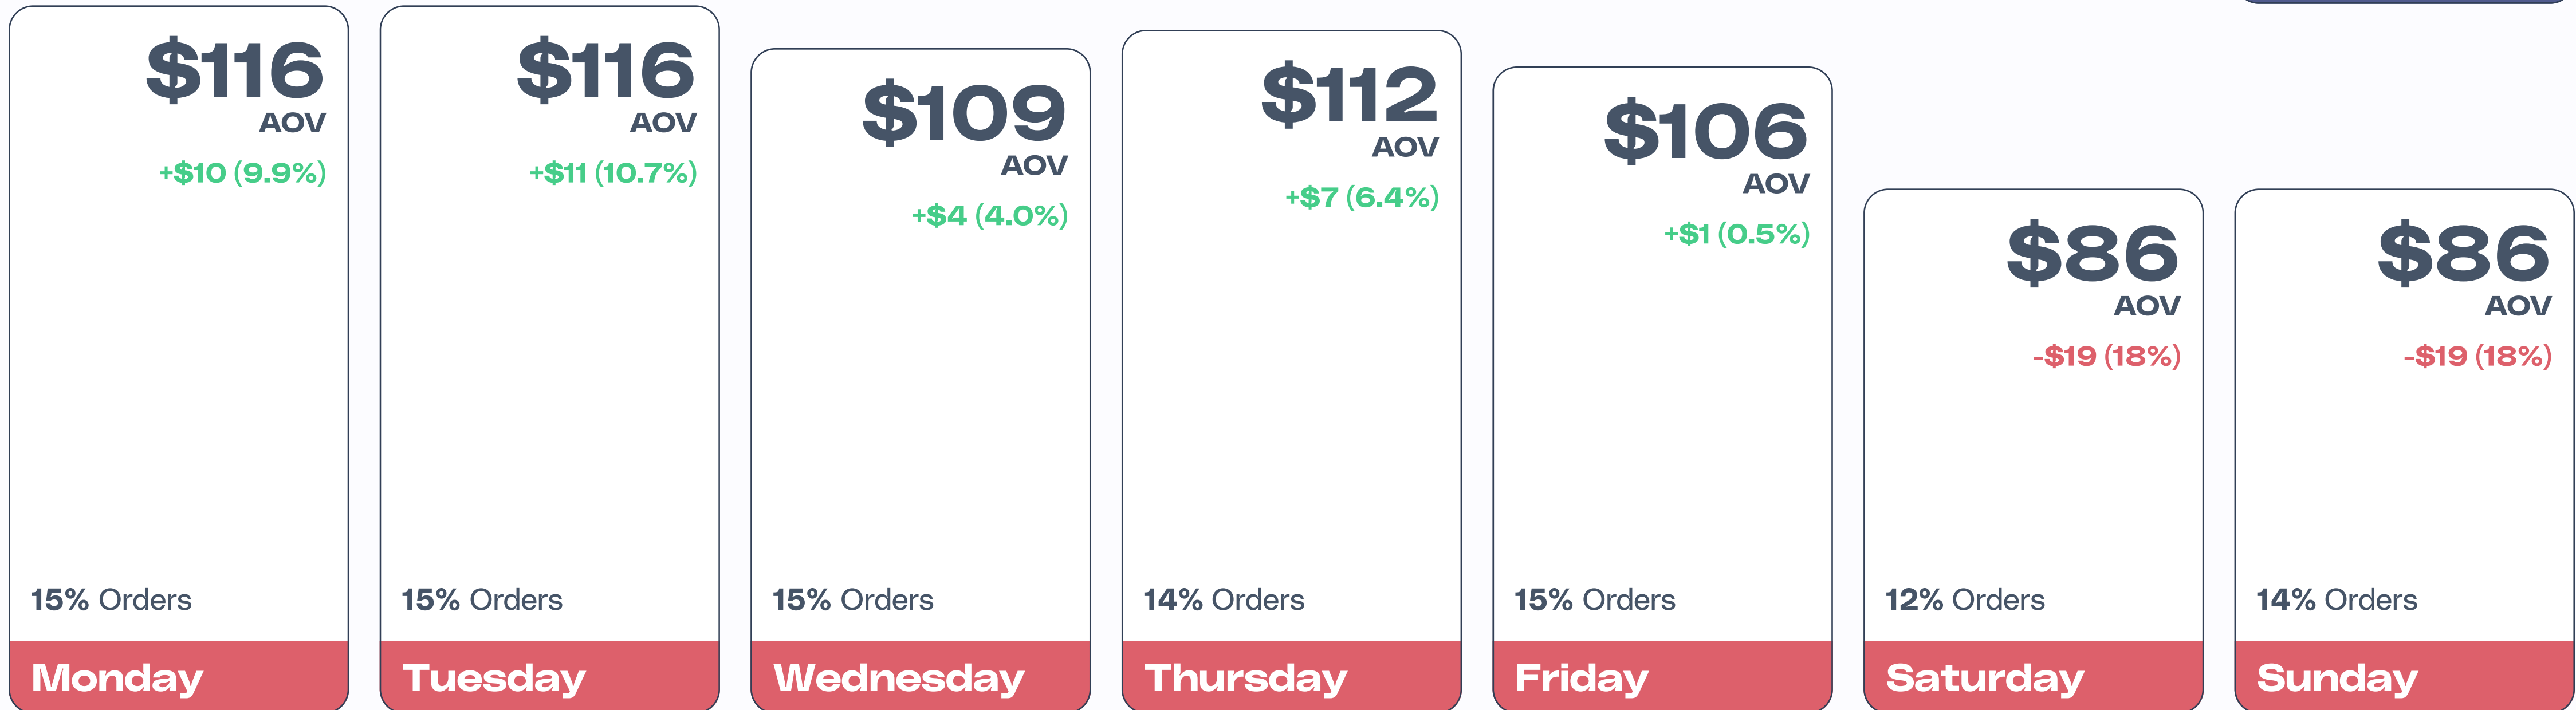 $116
AOV
+$10 (9.9%)
15% Orders
Monday
$116
AOV
+$11 (10.7%)
15% Orders
Tuesday
$109
AOV
+$4 (4.0%)
15% Orders
Wednesday
$112
AOV
+$7 (6.4%)
14% Orders
Thursday
$106
AOV
+$1 (0.5%)
15% Orders
Friday
$86
AOV
-$19 (18%)
12% Orders
Saturday
$86
AOV
-$19 (18%)
14% Orders
Sunday